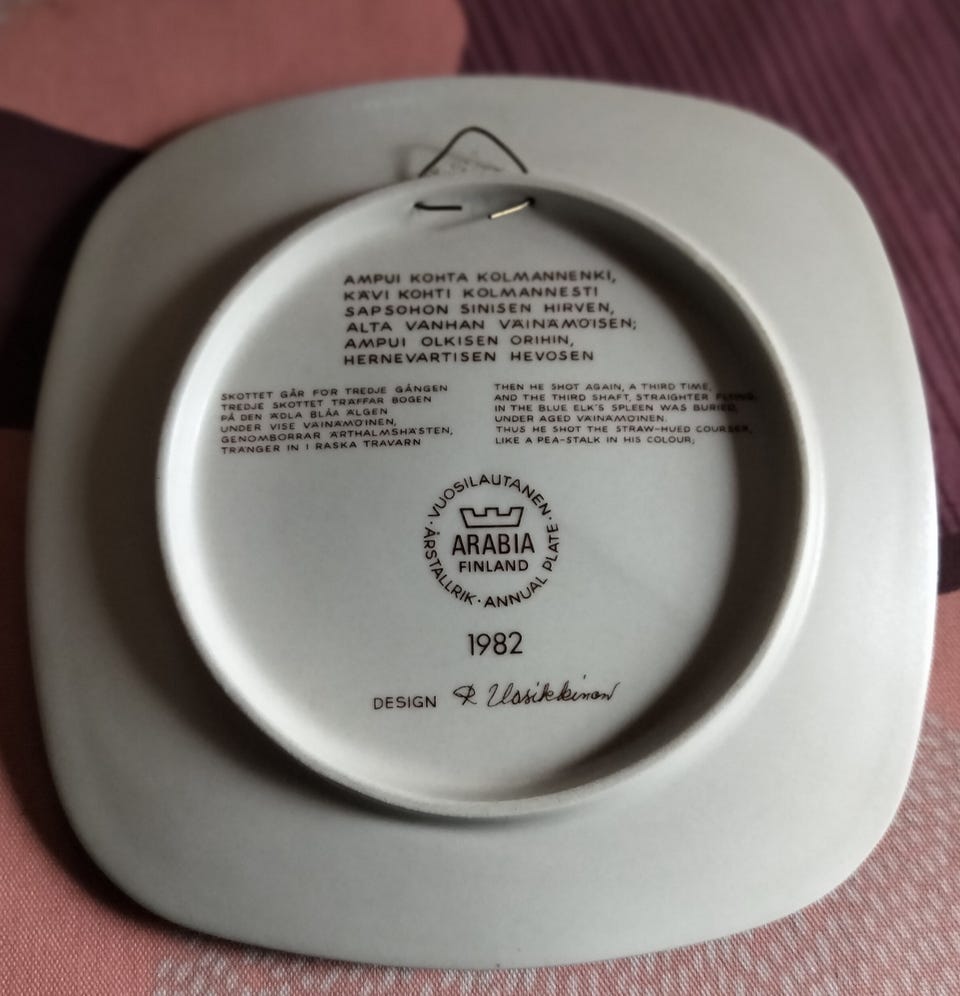 AMPUI KOHTA KOLMANNENKI,
KÄVI KOHTI KOLMANNESTI
SAPSOHON SINISEN HIRVEN,
ALTA VANHAN VÄINÄMÖISEN;
AMPUI OLKISEN ORIHIN,
HERNEVARTISEN HEVOSEN
SKOTTET GÅR FÖR TREDJE GÅNGEN
TREDJE SKOTTET TRÄFFAR BOGEN
PÅ DEN ÄDLA BLÅA ÄLGEN
UNDER VISE VÄINÄMÖINEN,
GENOMBORRAR ÄRTHALMSHÄSTEN,
TRÄNGER IN I RASKA TRAVARN
THEN HE SHOT AGAIN, A THIRD TIME,
AND THE THIRD SHAFT, STRAIGHTER FLYING,
IN THE BLUE ELK'S SPLEEN WAS BURIED,
UNDER AGED VÄINÄMÖINEN.
THUS HE SHOT THE STRAW-HUED COURSER,
LIKE A PEA-STALK IN HIS COLOUR;
· VUOSILAUTANEN ·
ARABIA
FINLAND
ÅRSTALLRIK · ANNUAL PLATE
1982
DESIGN R Uosikkinen